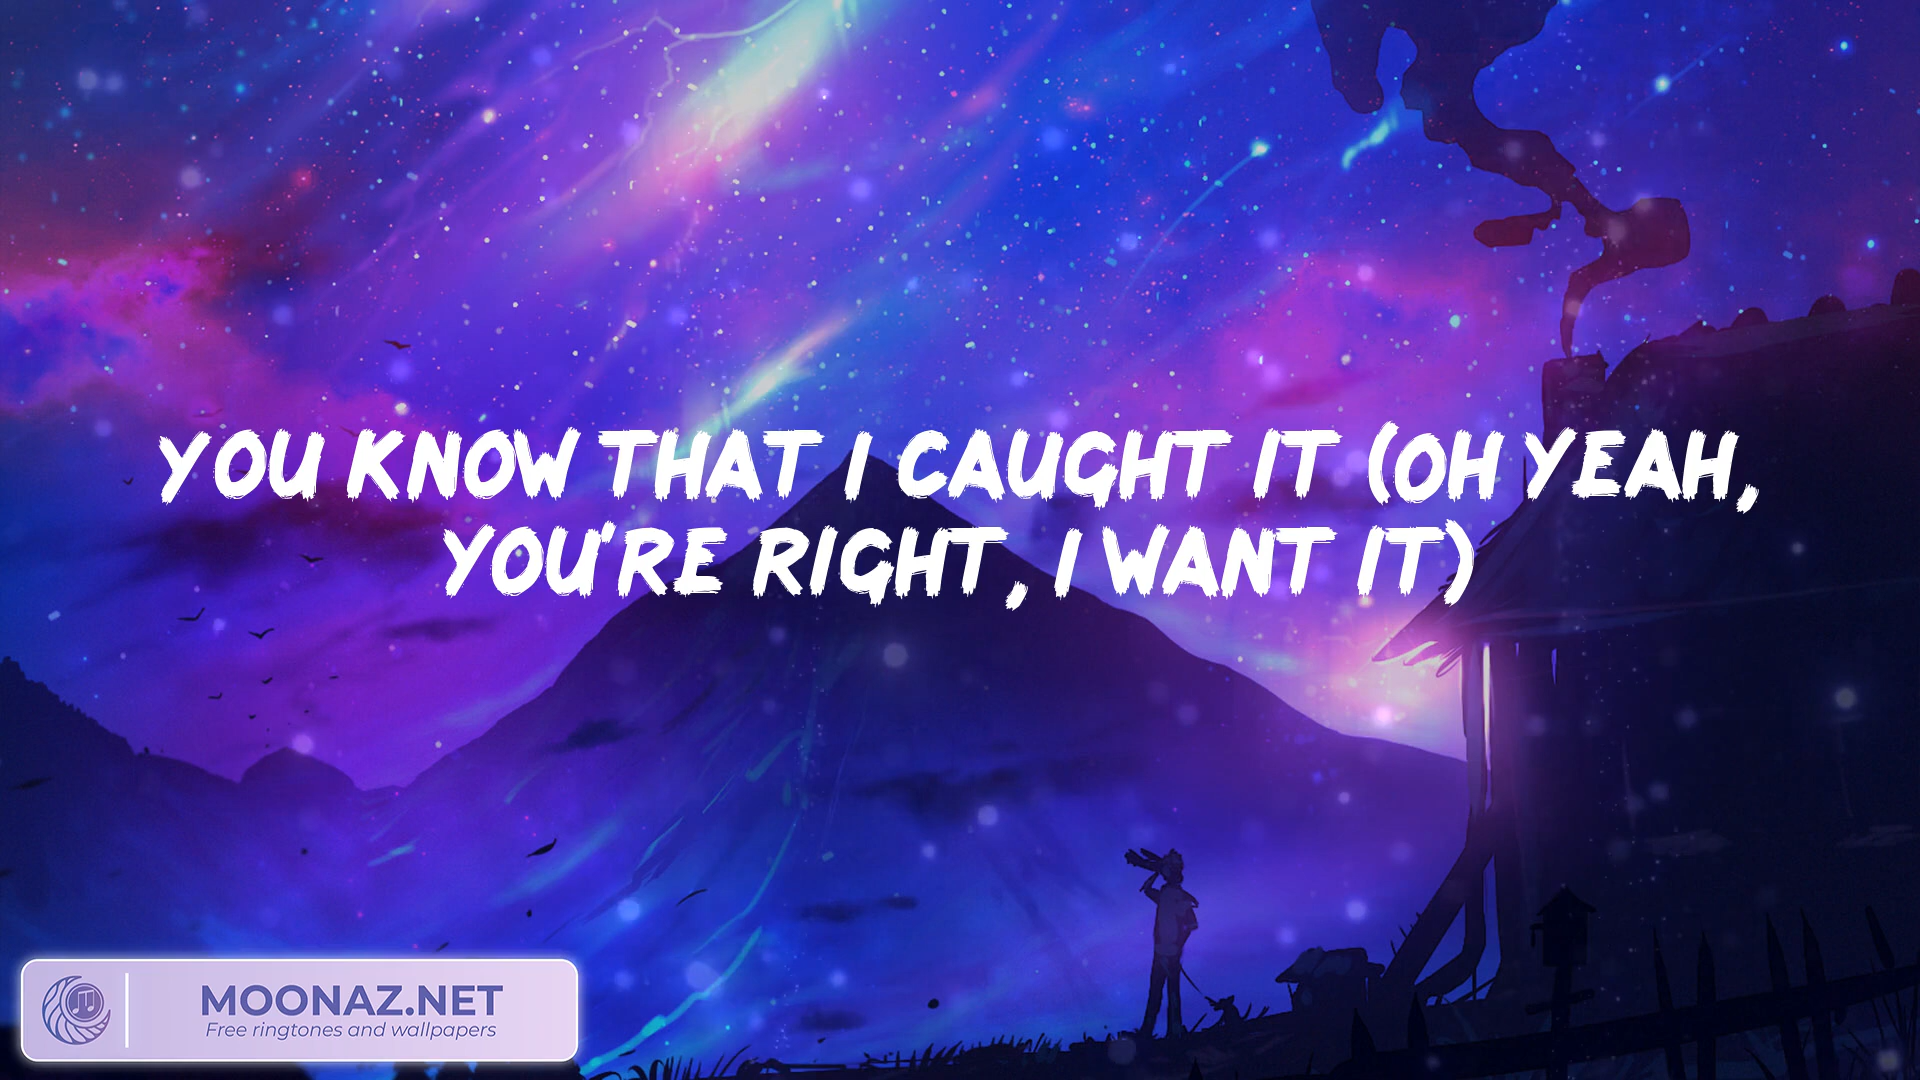 YOU KNOW THAT I CAUGHT IT (OH YEAH,
YOU'RE RIGHT, I WANT IT)
MOONAZ.NET
Free ringtones and wallpapers